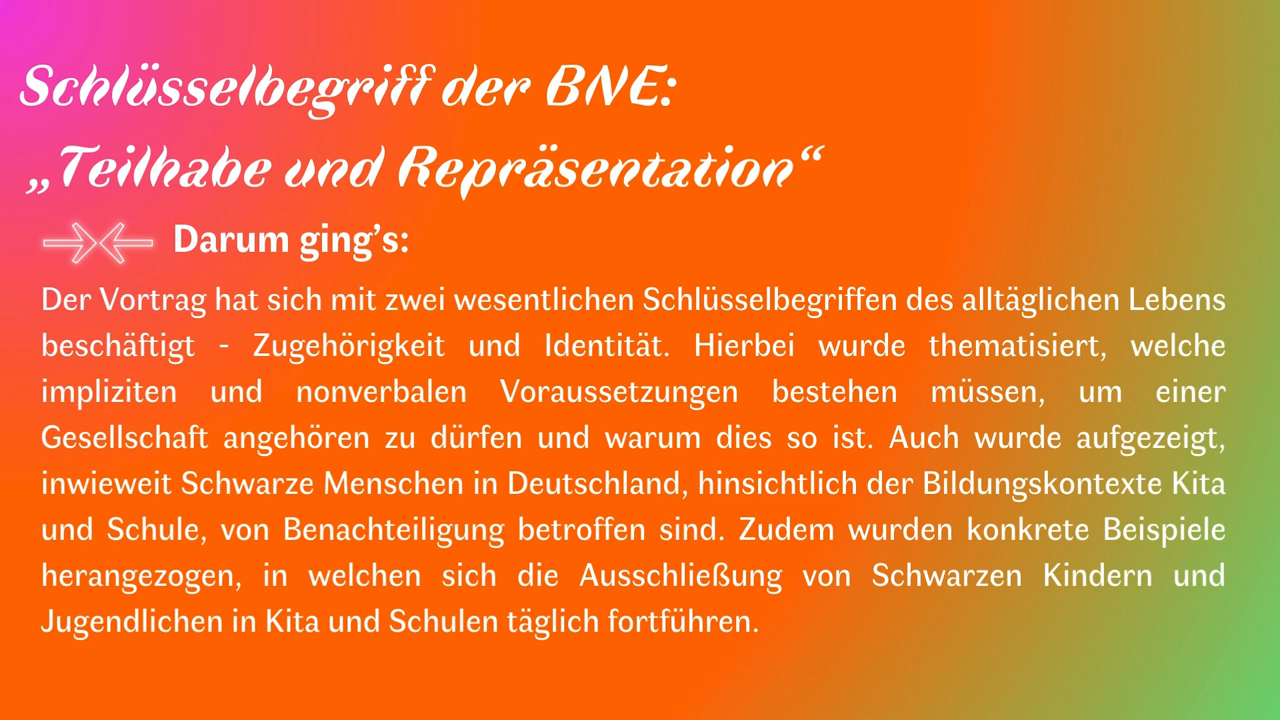 Schlüsselbegriff der BNE:
„Teilhabe und Repräsentation“
Darum ging’s:
Der Vortrag hat sich mit zwei wesentlichen Schlüsselbegriffen des alltäglichen Lebens
beschäftigt - Zugehörigkeit und Identität. Hierbei wurde thematisiert, welche
impliziten und nonverbalen Voraussetzungen bestehen müssen, um einer
Gesellschaft angehören zu dürfen und warum dies so ist. Auch wurde aufgezeigt,
inwieweit Schwarze Menschen in Deutschland, hinsichtlich der Bildungskontexte Kita
und Schule, von Benachteiligung betroffen sind. Zudem wurden konkrete Beispiele
herangezogen, in welchen sich die Ausschließung von Schwarzen Kindern und
Jugendlichen in Kita und Schulen täglich fortführen.